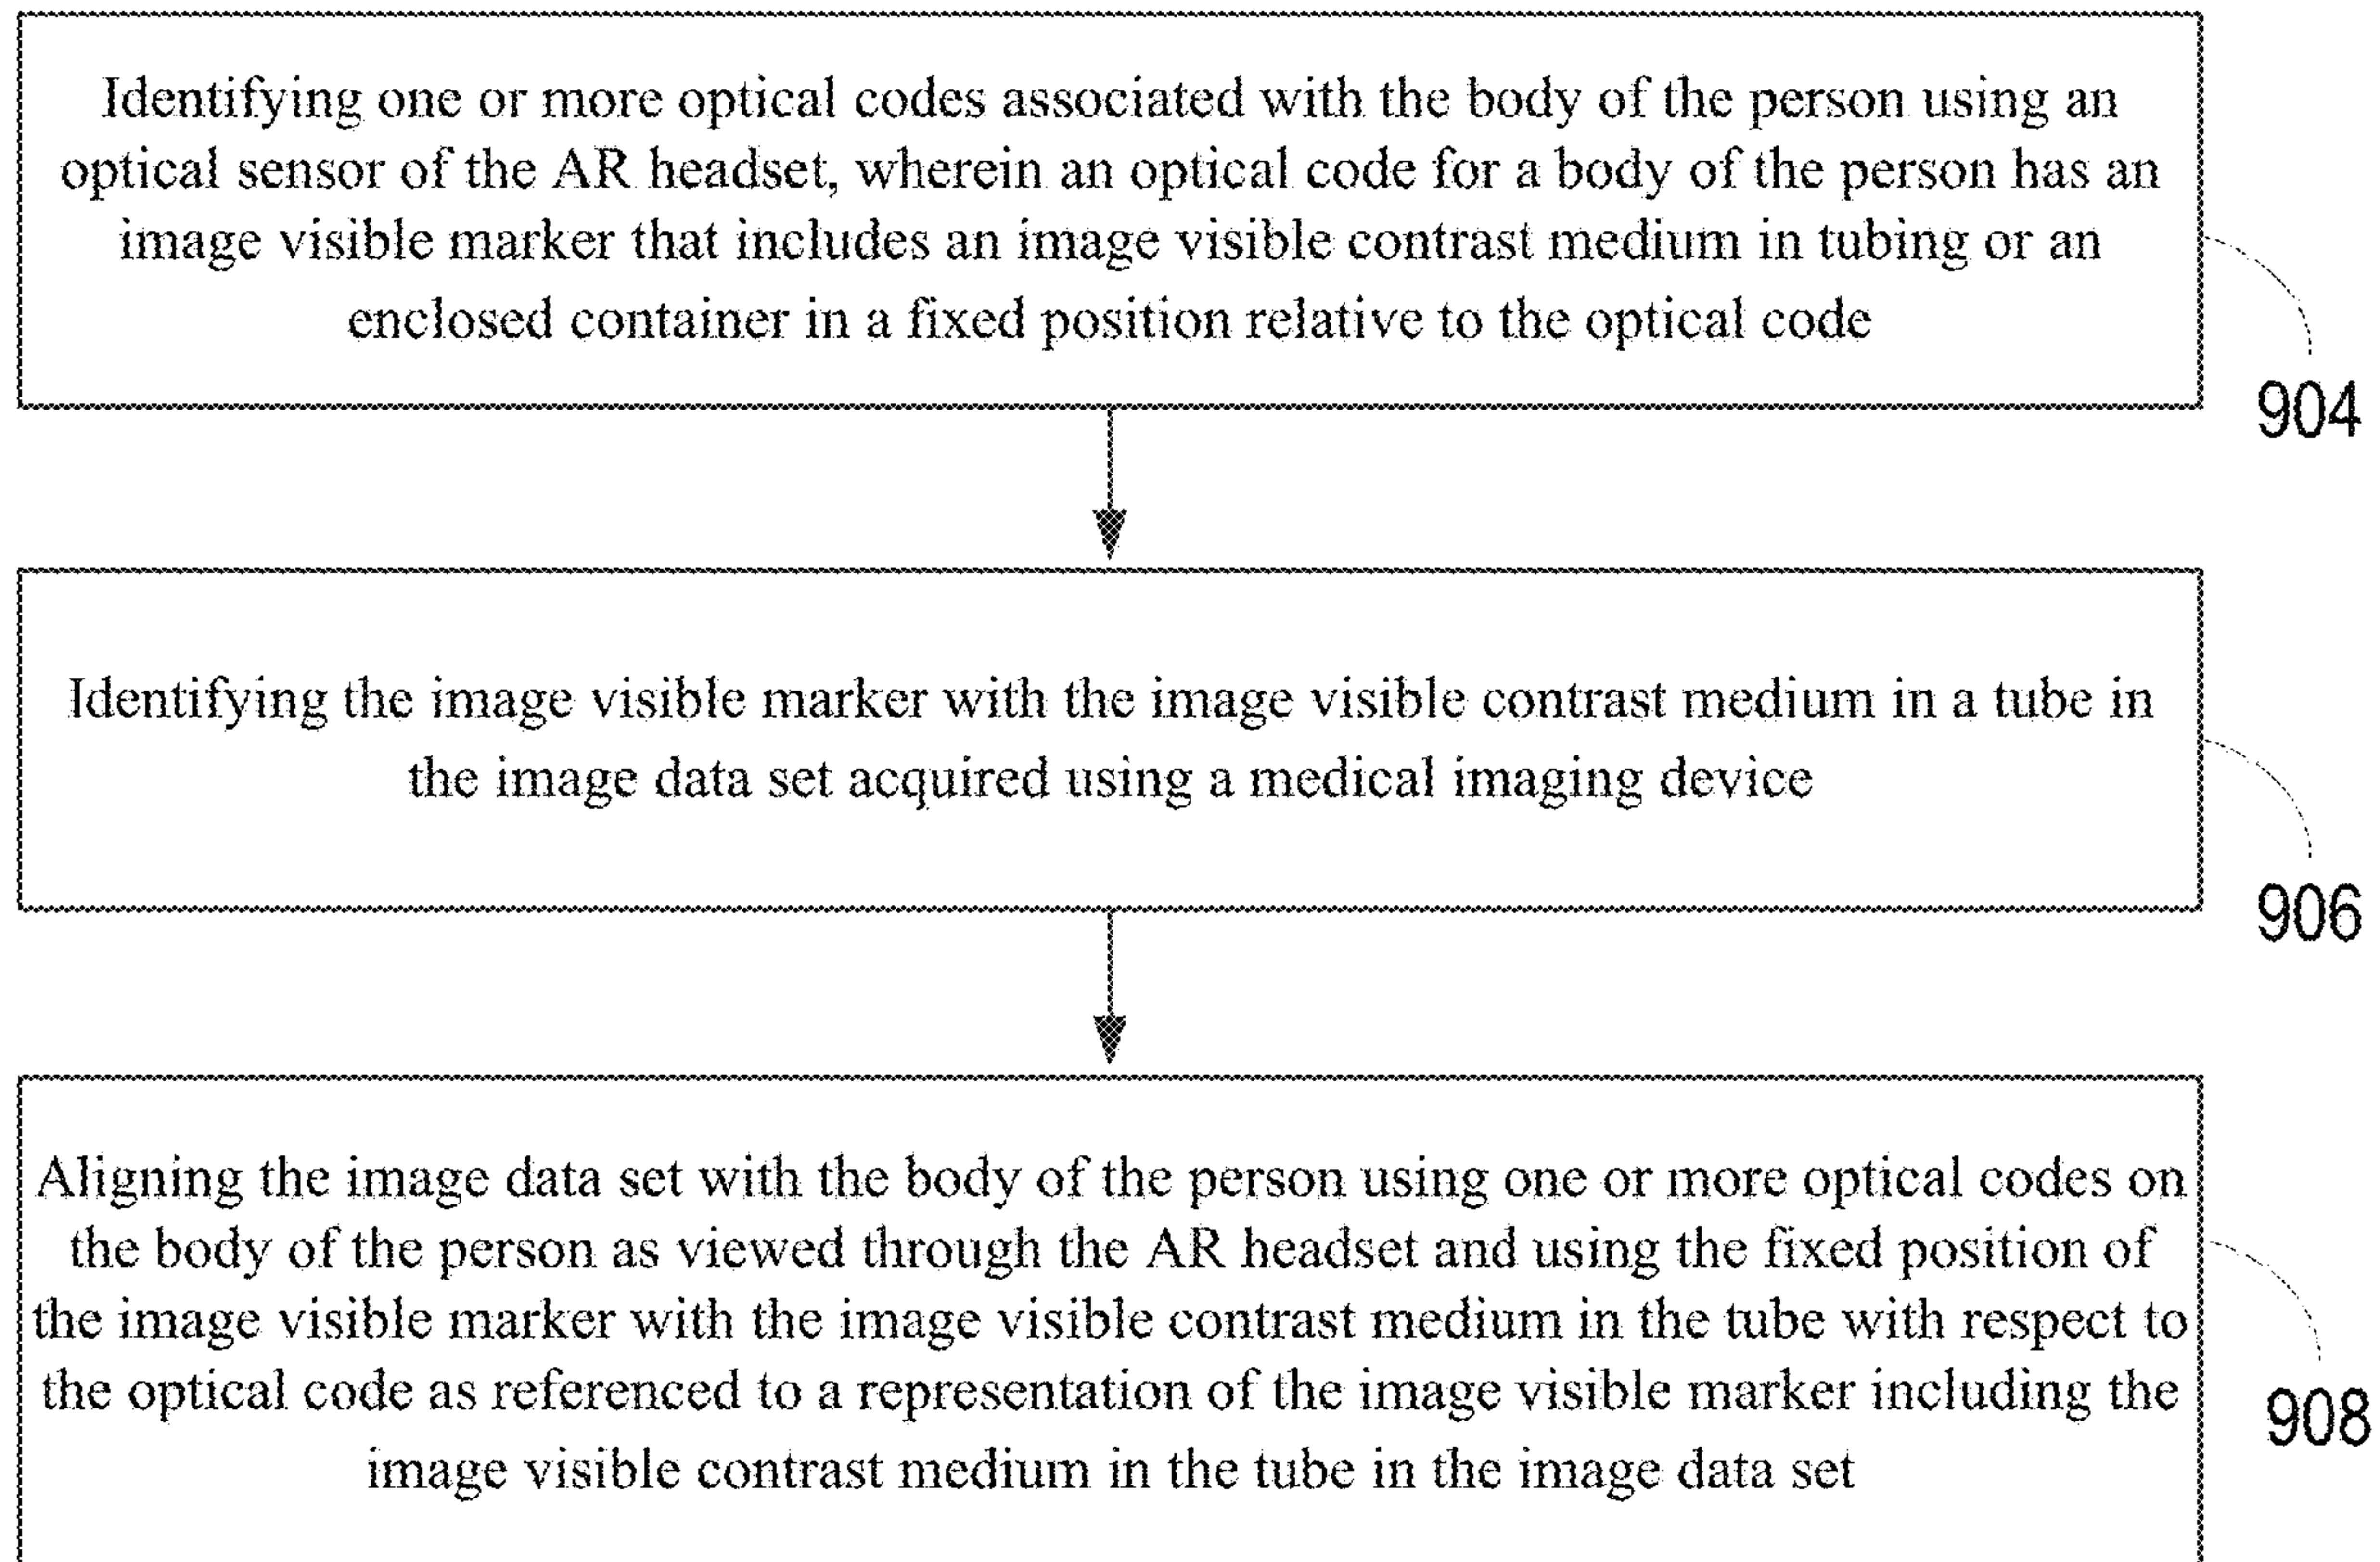 Identifying one or more optical codes associated with the body of the person using an
optical sensor of the AR headset, wherein an optical code for a body of the person has an
image visible marker that includes an image visible contrast medium in tubing or an
enclosed container in a fixed position relative to the optical code
904
Identifying the image visible marker with the image visible contrast medium in a tube in
the image data set acquired using a medical imaging device
906
Aligning the image data set with the body of the person using one or more optical codes on
the body of the person as viewed through the AR headset and using the fixed position of
the image visible marker with the image visible contrast medium in the tube with respect to
the optical code as referenced to a representation of the image visible marker including the
image visible contrast medium in the tube in the image data set
908